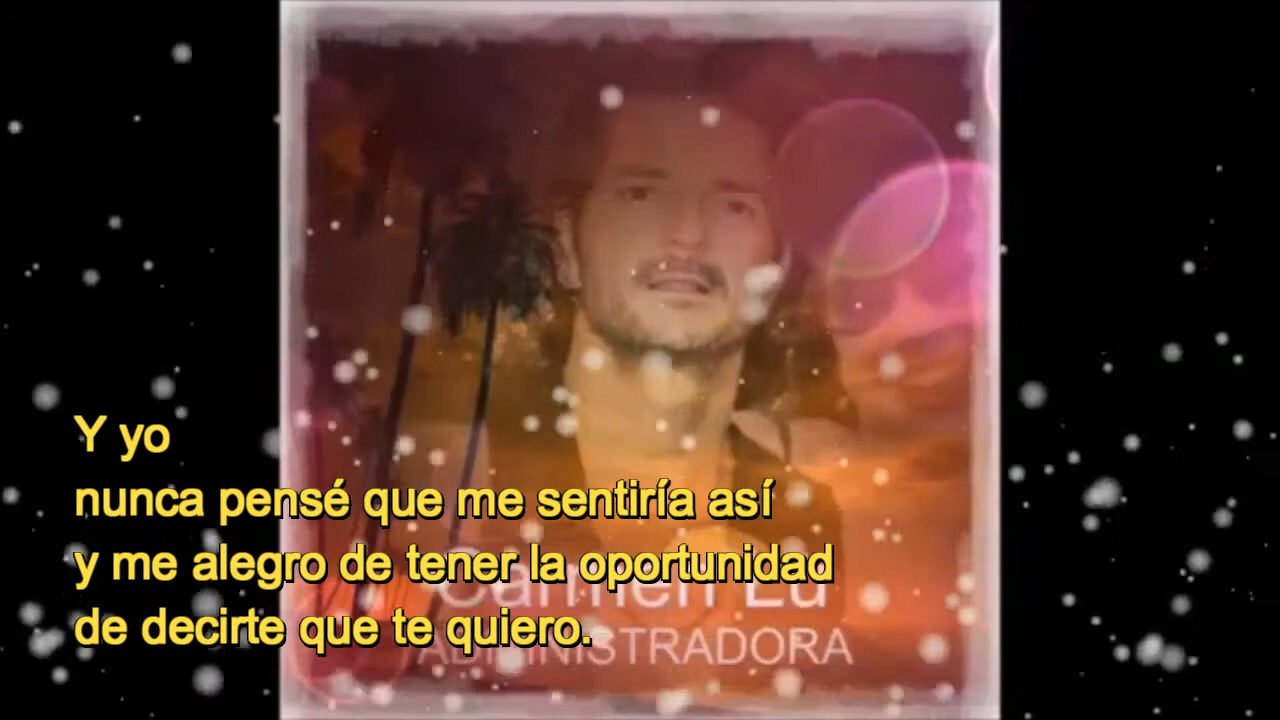 Y yo
nunca pensé que me sentiría así
y me alegro de tener la oportunidad
de decirte que te quiero.
Carmen Lu
ADMINISTRADORA